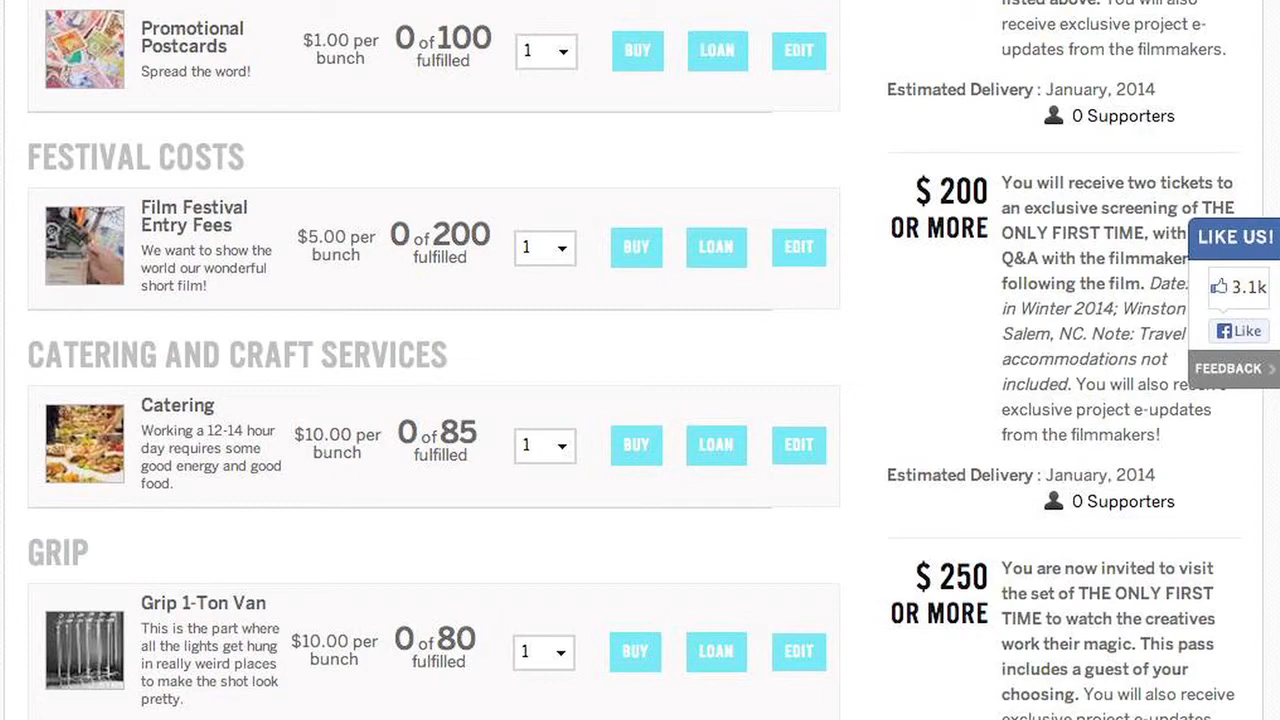 Promotional
Postcards
Spread the word!
$1.00 per
bunch
0 of 100
fulfilled
1
BUY
LOAN
EDIT
FESTIVAL COSTS
Film Festival
Entry Fees
We want to show the
world our wonderful
short film!
$5.00 per
bunch
0 of 200
fulfilled
1
BUY
LOAN
EDIT
CATERING AND CRAFT SERVICES
Catering
Working a 12-14 hour
day requires some
good energy and good
food.
$10.00 per
bunch
0 of 85
fulfilled
1
BUY
LOAN
EDIT
GRIP
Grip 1-Ton Van
This is the part where
all the lights get hung
in really weird places
to make the shot look
pretty.
$10.00 per
bunch
0 of 80
fulfilled
1
BUY
LOAN
EDIT
listed above. You will also
receive exclusive project e-
updates from the filmmakers.
Estimated Delivery : January, 2014
0 Supporters
$ 200
OR MORE
You will receive two tickets to
an exclusive screening of THE
ONLY FIRST TIME, with
Q&A with the filmmaker
following the film. Date.
in Winter 2014; Winston
Salem, NC. Note: Travel
accommodations not
included. You will also
exclusive project e-updates
from the filmmakers!
Estimated Delivery : January, 2014
0 Supporters
$ 250
OR MORE
You are now invited to visit
the set of THE ONLY FIRST
TIME to watch the creatives
work their magic. This pass
includes a guest of your
choosing. You will also receive
exclusive project e-updates
LIKE US!
3.1k
Like
FEEDBACK